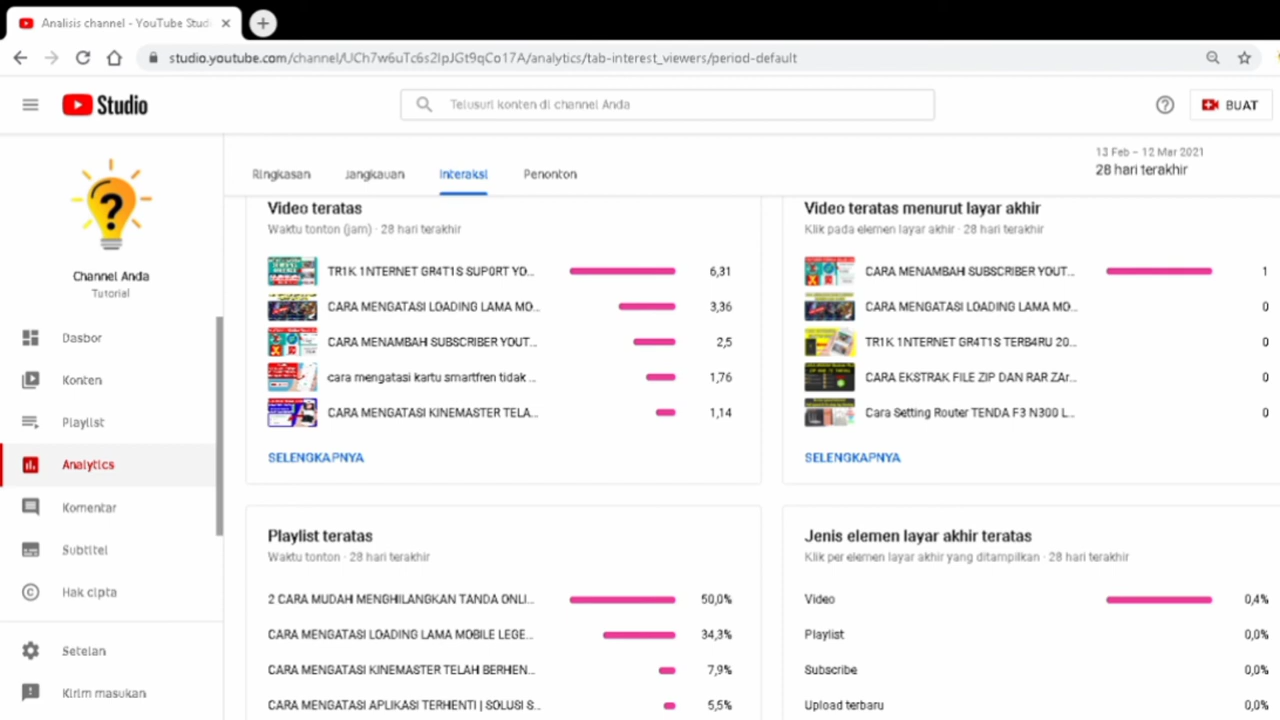 Analisis channel - YouTube Studi
studio.youtube.com/channel/UCh7w6uTc6s2IpJGt9qCo17A/analytics/tab-interest_viewers/period-default
Studio
Telusuri konten di channel Anda
BUAT
Channel Anda
Tutorial
Dasbor
Konten
Playlist
Analytics
Komentar
Subtitel
Hak cipta
Setelan
Kirim masukan
Ringkasan
Jangkauan
Interaksi
Penonton
13 Feb – 12 Mar 2021
28 hari terakhir
Video teratas
Waktu tonton (jam) · 28 hari terakhir
TR1K 1NTERNET GR4T1S SUP0RT YO... 6,31
CARA MENGATASI LOADING LAMA MO... 3,36
CARA MENAMBAH SUBSCRIBER YOUT... 2,5
cara mengatasi kartu smartfren tidak ... 1,76
CARA MENGATASI KINEMASTER TELA... 1,14
SELENGKAPNYA
Video teratas menurut layar akhir
Klik pada elemen layar akhir · 28 hari terakhir
CARA MENAMBAH SUBSCRIBER YOUT... 1
CARA MENGATASI LOADING LAMA MO... 0
TR1K 1NTERNET GR4T1S TERB4RU 20... 0
CARA EKSTRAK FILE ZIP DAN RAR ZAr... 0
Cara Setting Router TENDA F3 N300 L... 0
SELENGKAPNYA
Playlist teratas
Waktu tonton · 28 hari terakhir
2 CARA MUDAH MENGHILANGKAN TANDA ONLI... 50,0%
CARA MENGATASI LOADING LAMA MOBILE LEGE... 34,3%
CARA MENGATASI KINEMASTER TELAH BERHEN... 7,9%
CARA MENGATASI APLIKASI TERHENTI | SOLUSI S... 5,5%
Jenis elemen layar akhir teratas
Klik per elemen layar akhir yang ditampilkan · 28 hari terakhir
Video 0,4%
Playlist 0,0%
Subscribe 0,0%
Upload terbaru 0,0%